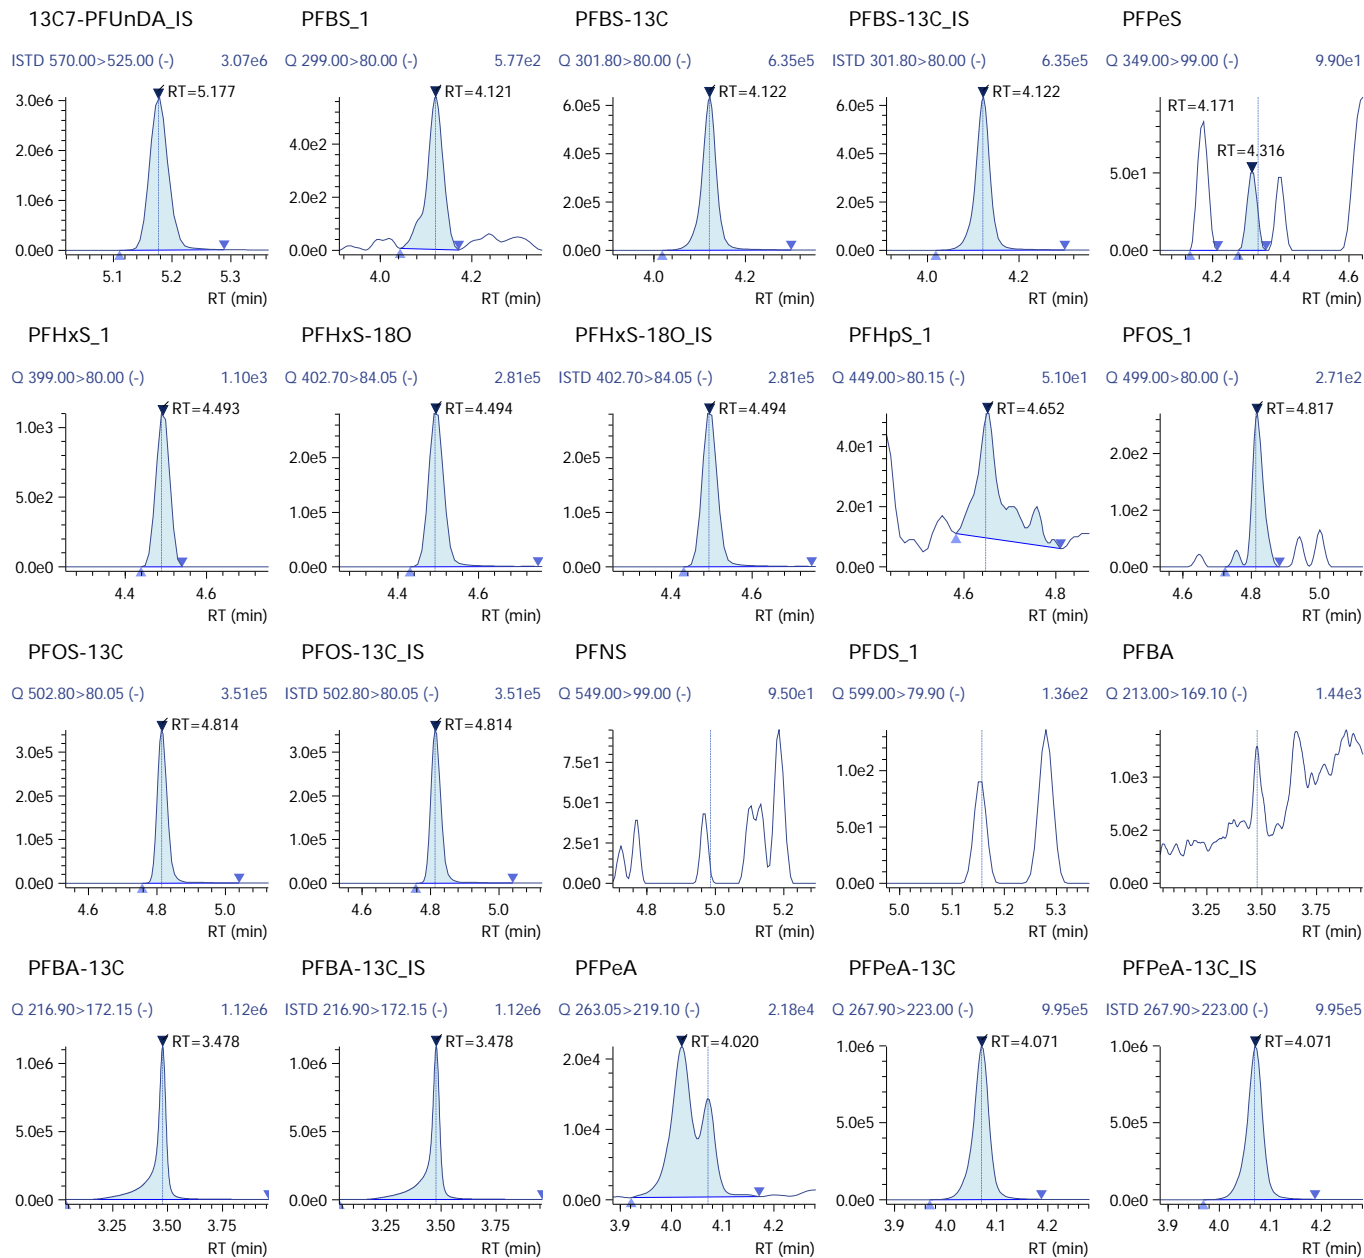 13C7-PFUnDA_IS
ISTD 570.00>525.00 (-) 3.07e6
RT=5.177
3.0e6
2.0e6
1.0e6
0.0e0
5.1 5.2 5.3
RT (min)
PFBS_1
Q 299.00>80.00 (-) 5.77e2
RT=4.121
4.0e2
2.0e2
0.0e0
4.0 4.2
RT (min)
PFBS-13C
Q 301.80>80.00 (-) 6.35e5
RT=4.122
6.0e5
4.0e5
2.0e5
0.0e0
4.0 4.2
RT (min)
PFBS-13C_IS
ISTD 301.80>80.00 (-) 6.35e5
RT=4.122
6.0e5
4.0e5
2.0e5
0.0e0
4.0 4.2
RT (min)
PFPeS
Q 349.00>99.00 (-) 9.90e1
RT=4.171
RT=4.316
5.0e1
0.0e0
4.2 4.4 4.6
RT (min)
PFHxS_1
Q 399.00>80.00 (-) 1.10e3
RT=4.493
1.0e3
5.0e2
0.0e0
4.4 4.6
RT (min)
PFHxS-18O
Q 402.70>84.05 (-) 2.81e5
RT=4.494
2.0e5
1.0e5
0.0e0
4.4 4.6
RT (min)
PFHxS-18O_IS
ISTD 402.70>84.05 (-) 2.81e5
RT=4.494
2.0e5
1.0e5
0.0e0
4.4 4.6
RT (min)
PFHpS_1
Q 449.00>80.15 (-) 5.10e1
RT=4.652
4.0e1
2.0e1
0.0e0
4.6 4.8
RT (min)
PFOS_1
Q 499.00>80.00 (-) 2.71e2
RT=4.817
2.0e2
1.0e2
0.0e0
4.6 4.8 5.0
RT (min)
PFOS-13C
Q 502.80>80.05 (-) 3.51e5
RT=4.814
3.0e5
2.0e5
1.0e5
0.0e0
4.6 4.8 5.0
RT (min)
PFOS-13C_IS
ISTD 502.80>80.05 (-) 3.51e5
RT=4.814
3.0e5
2.0e5
1.0e5
0.0e0
4.6 4.8 5.0
RT (min)
PFNS
Q 549.00>99.00 (-) 9.50e1
7.5e1
5.0e1
2.5e1
0.0e0
4.8 5.0 5.2
RT (min)
PFDS_1
Q 599.00>79.90 (-) 1.36e2
1.0e2
5.0e1
0.0e0
5.0 5.1 5.2 5.3
RT (min)
PFBA
Q 213.00>169.10 (-) 1.44e3
1.0e3
5.0e2
0.0e0
3.25 3.50 3.75
RT (min)
PFBA-13C
Q 216.90>172.15 (-) 1.12e6
RT=3.478
1.0e6
5.0e5
0.0e0
3.25 3.50 3.75
RT (min)
PFBA-13C_IS
ISTD 216.90>172.15 (-) 1.12e6
RT=3.478
1.0e6
5.0e5
0.0e0
3.25 3.50 3.75
RT (min)
PFPeA
Q 263.05>219.10 (-) 2.18e4
RT=4.020
2.0e4
1.0e4
0.0e0
3.9 4.0 4.1 4.2
RT (min)
PFPeA-13C
Q 267.90>223.00 (-) 9.95e5
RT=4.071
1.0e6
5.0e5
0.0e0
3.9 4.0 4.1 4.2
RT (min)
PFPeA-13C_IS
ISTD 267.90>223.00 (-) 9.95e5
RT=4.071
1.0e6
5.0e5
0.0e0
3.9 4.0 4.1 4.2
RT (min)